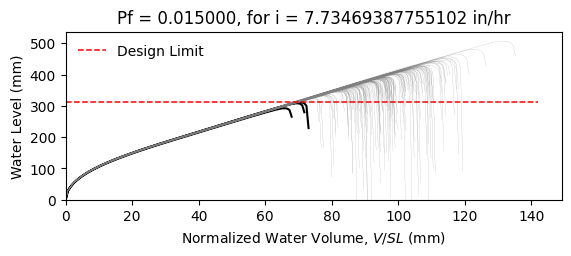 Pf = 0.015000, for i = 7.73469387755102 in/hr
Water Level (mm)
500
400
300
200
100
0
Design Limit
0 20 40 60 80 100 120 140
Normalized Water Volume, V/SL (mm)